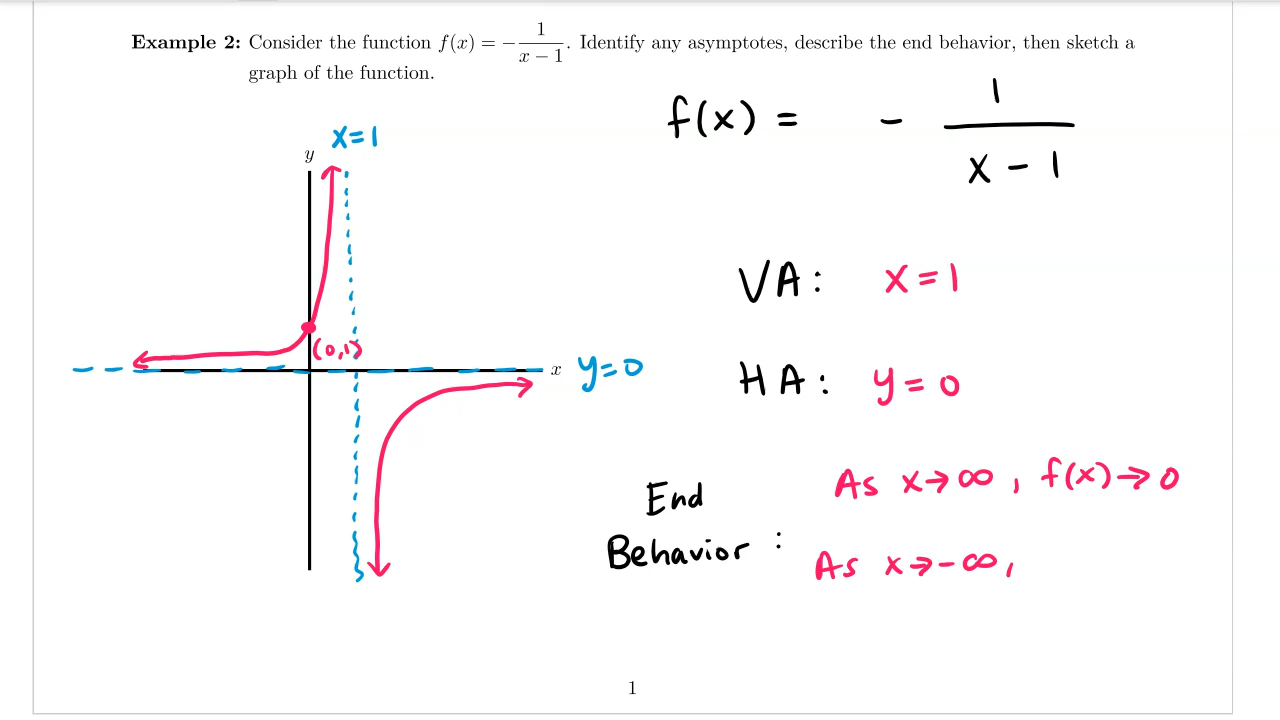 Example 2: Consider the function f(x) = −1/(x − 1). Identify any asymptotes, describe the end behavior, then sketch a
graph of the function.
f(x) = − 1/(x − 1)
x=1
y
(0,1)
x
y=0
VA: x=1
HA: y=0
End
Behavior:
As x→∞, f(x)→0
As x→-∞,
1